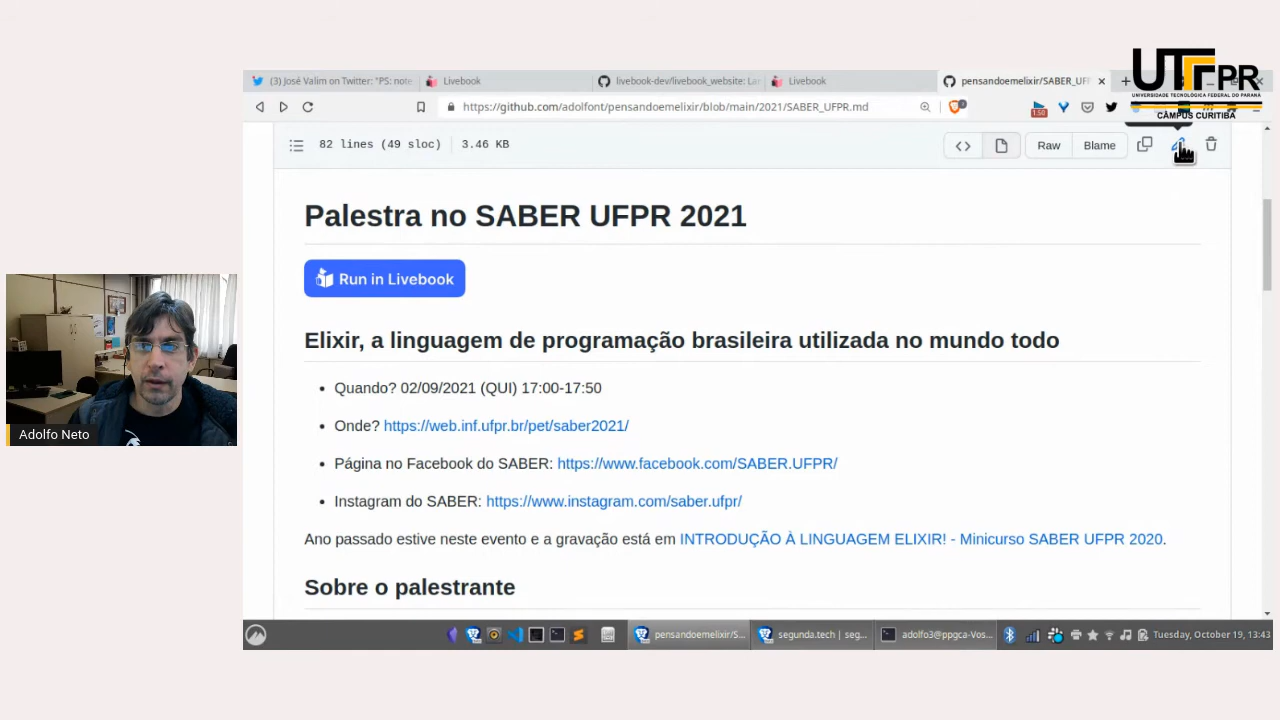 UTFPR
UNIVERSIDADE TECNOLÓGICA FEDERAL DO PARANÁ
CÂMPUS CURITIBA
(3) José Valim on Twitter: "PS: note
Livebook
livebook-dev/livebook_website: La
Livebook
pensandoemelixir/SABER_UF
https://github.com/adolfont/pensandoemelixir/blob/main/2021/SABER_UFPR.md
1.50
82 lines (49 sloc) 3.46 KB
Raw
Blame
Palestra no SABER UFPR 2021
Run in Livebook
Elixir, a linguagem de programação brasileira utilizada no mundo todo
• Quando? 02/09/2021 (QUI) 17:00-17:50
• Onde? https://web.inf.ufpr.br/pet/saber2021/
• Página no Facebook do SABER: https://www.facebook.com/SABER.UFPR/
• Instagram do SABER: https://www.instagram.com/saber.ufpr/
Ano passado estive neste evento e a gravação está em INTRODUÇÃO À LINGUAGEM ELIXIR! - Minicurso SABER UFPR 2020.
Sobre o palestrante
Adolfo Neto
pensandoemelixir/S...
segunda.tech | seg...
adolfo3@ppgca-Vos...
Tuesday, October 19, 13:43